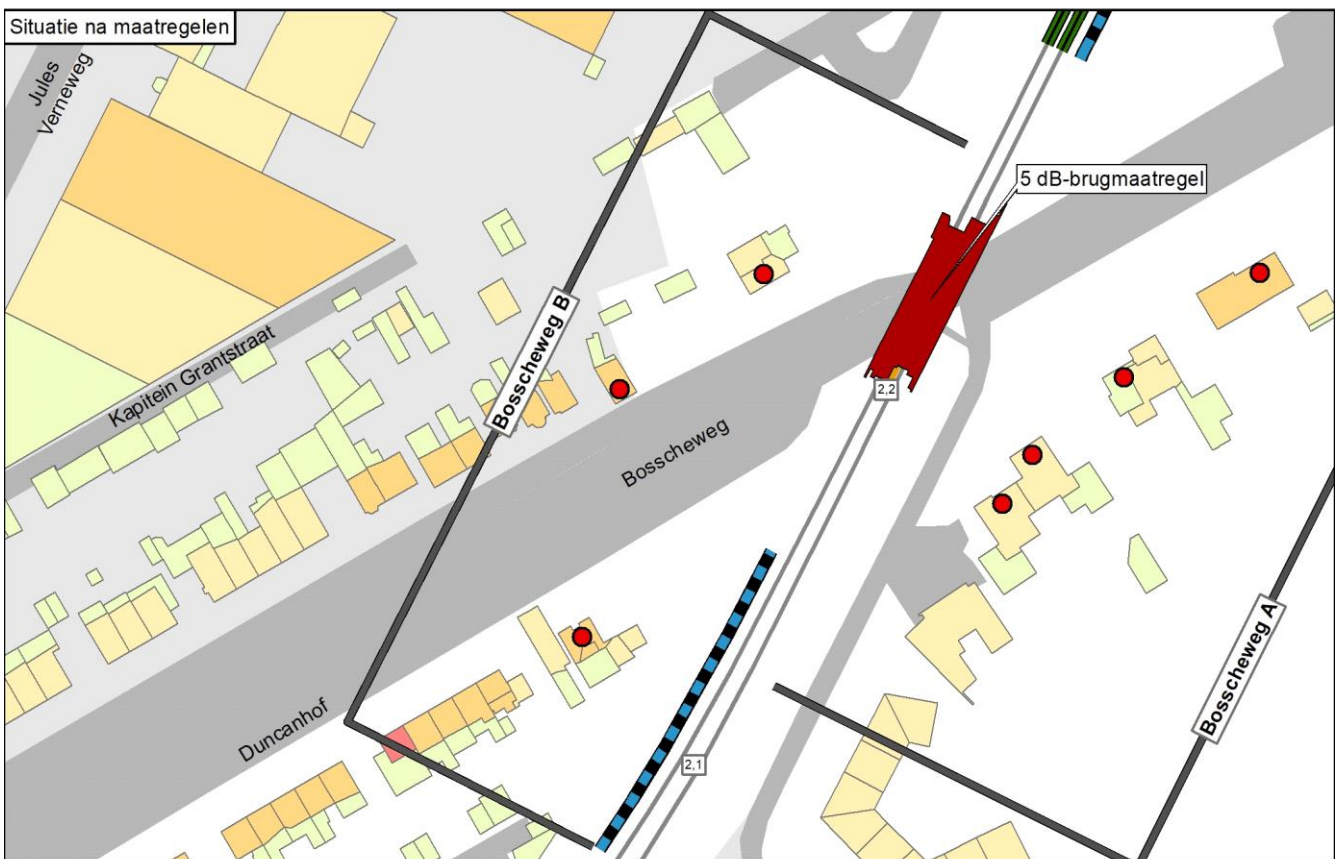 Situatie na maatregelen
Jules
Verneweg
5 dB-brugmaatregel
Bosscheweg B
Kapitein Grantstraat
2,2
Bosscheweg
Bosscheweg A
Duncanhof
2,1